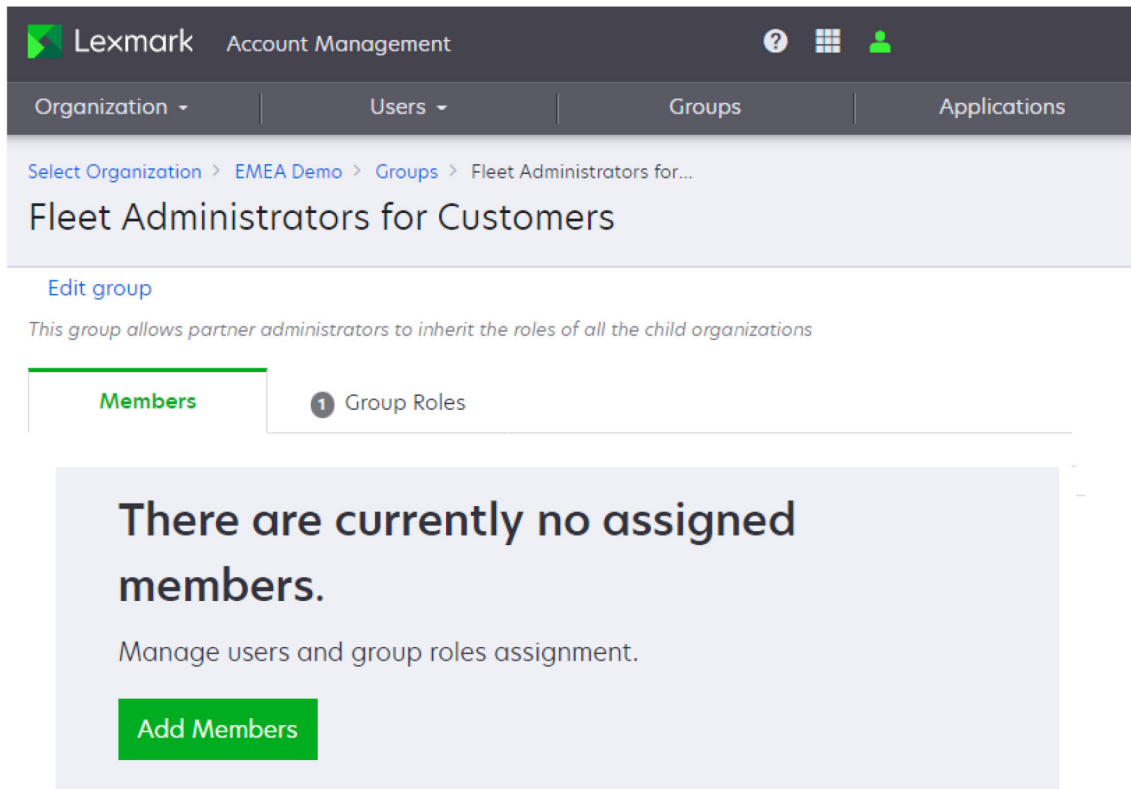 Lexmark Account Management ?
Organization Users Groups Applications
Select Organization > EMEA Demo > Groups > Fleet Administrators for...
Fleet Administrators for Customers
Edit group
This group allows partner administrators to inherit the roles of all the child organizations
Members 1 Group Roles
There are currently no assigned
members.
Manage users and group roles assignment.
Add Members